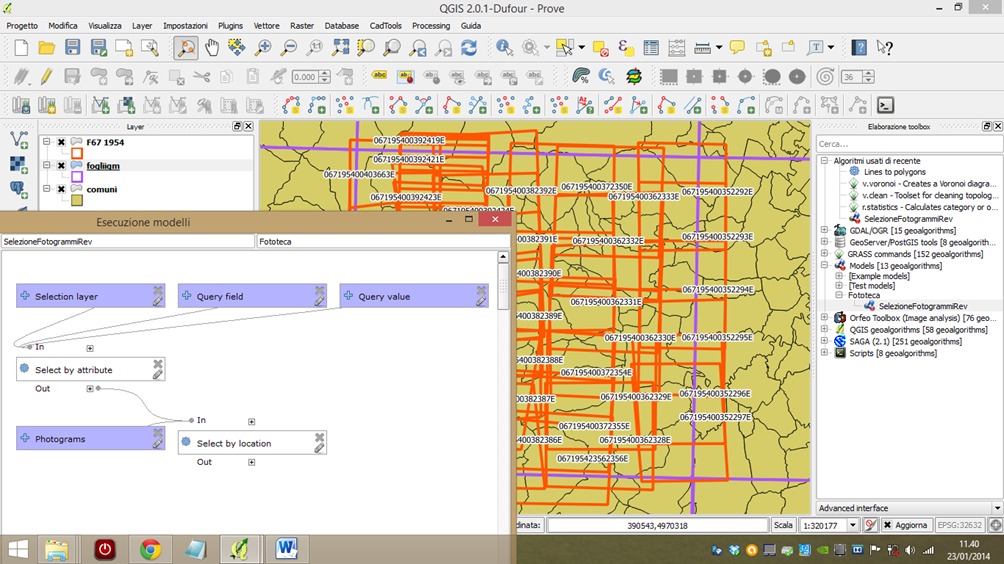 QGIS 2.0.1-Dufour - Prove
Progetto Modifica Visualizza Layer Impostazioni Plugins Vettore Raster Database CadTools Processing Guida
0.000
36
Layer
F67 1954
fogliigm
comuni
Esecuzione modelli
SelezioneFotogrammiRev
Fototeca
Selection layer
Query field
Query value
In
Select by attribute
Out
In
Photograms
Select by location
Out
067195400392419E
067195400392421E
067195400403663E
067195400392423E
067195400382392E
067195400372350E
067195400372333E
067195400352292E
00382391E
067195400362332E
067195400352293E
00382390E
067195400352294E
067195400362331E
00382389E
067195400362330E
067195400352295E
00382388E
067195400372354E
00382387E
067195400362329E
067195400352296E
067195400352297E
067195400372355E
00382386E
067195400362328E
067195423562356E
Elaborazione toolbox
Cerca...
Algoritmi usati di recente
Lines to polygons
v.voronoi - Creates a Voronoi diagra...
v.clean - Toolset for cleaning topolog...
r.statistics - Calculates category or o...
SelezioneFotogrammiRev
GDAL/OGR [15 geoalgorithms]
GeoServer/PostGIS tools [8 geoalgorith...
GRASS commands [152 geoalgorithms]
Models [13 geoalgorithms]
[Example models]
[Test models]
Fototeca
SelezioneFotogrammiRev
Orfeo Toolbox (Image analysis) [76 geo...
QGIS geoalgorithms [58 geoalgorithms]
SAGA (2.1) [251 geoalgorithms]
Scripts [8 geoalgorithms]
Advanced interface
dinata:
390543,4970318
Scala
1:320177
Aggiorna
EPSG:32632
11.40
23/01/2014